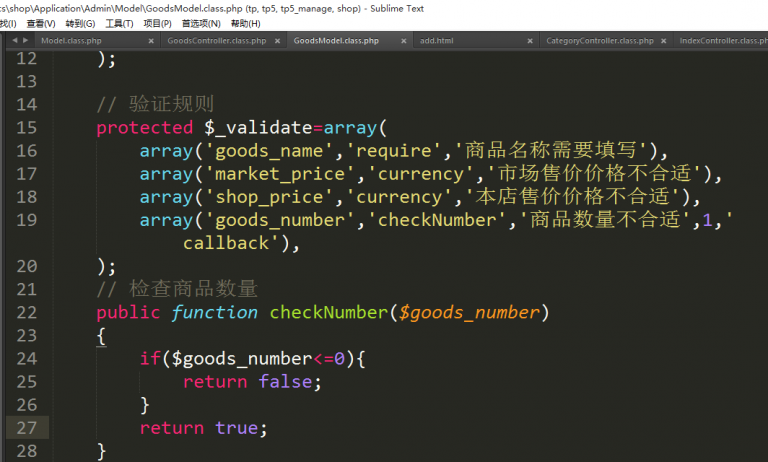 cs\shop\Application\Admin\Model\GoodsModel.class.php (tp, tp5, tp5_manage, shop) - Sublime Text
查看(V) 转到(G) 工具(T) 项目(P) 首选项(N) 帮助(H)
Model.class.php GoodsController.class.php GoodsModel.class.php add.html CategoryController.class.php IndexController.class.ph
12 );
13
14 // 验证规则
15 protected $_validate=array(
16 array('goods_name','require','商品名称需要填写'),
17 array('market_price','currency','市场售价价格不合适'),
18 array('shop_price','currency','本店售价价格不合适'),
19 array('goods_number','checkNumber','商品数量不合适',1,'
callback'),
20 );
21 // 检查商品数量
22 public function checkNumber($goods_number)
23 {
24 if($goods_number<=0){
25 return false;
26 }
27 return true;
28 }